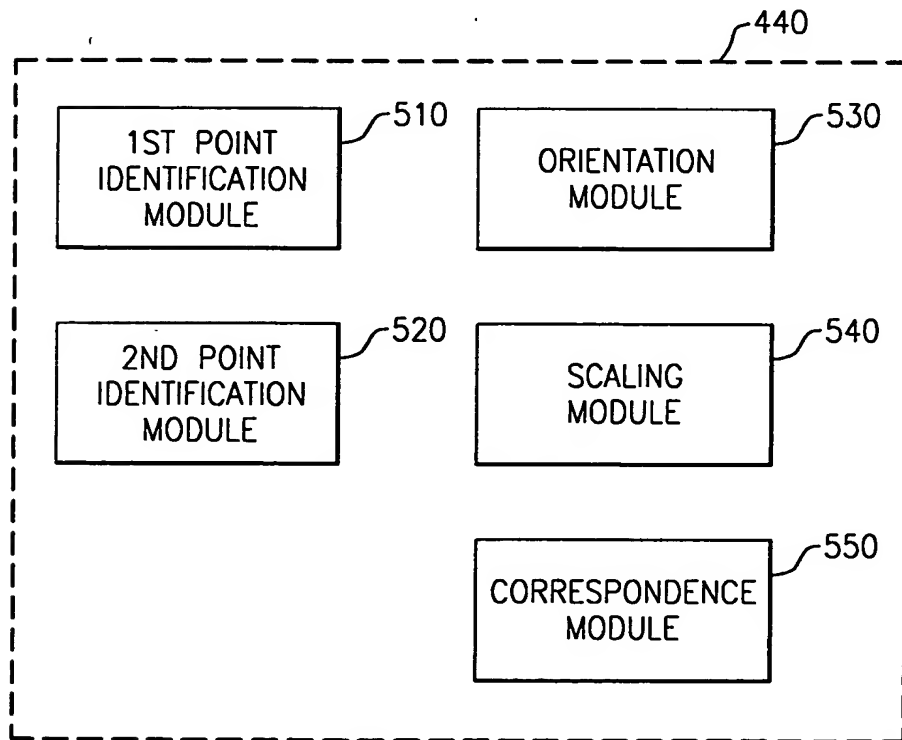 440
510
1ST POINT
IDENTIFICATION
MODULE
530
ORIENTATION
MODULE
520
2ND POINT
IDENTIFICATION
MODULE
540
SCALING
MODULE
550
CORRESPONDENCE
MODULE